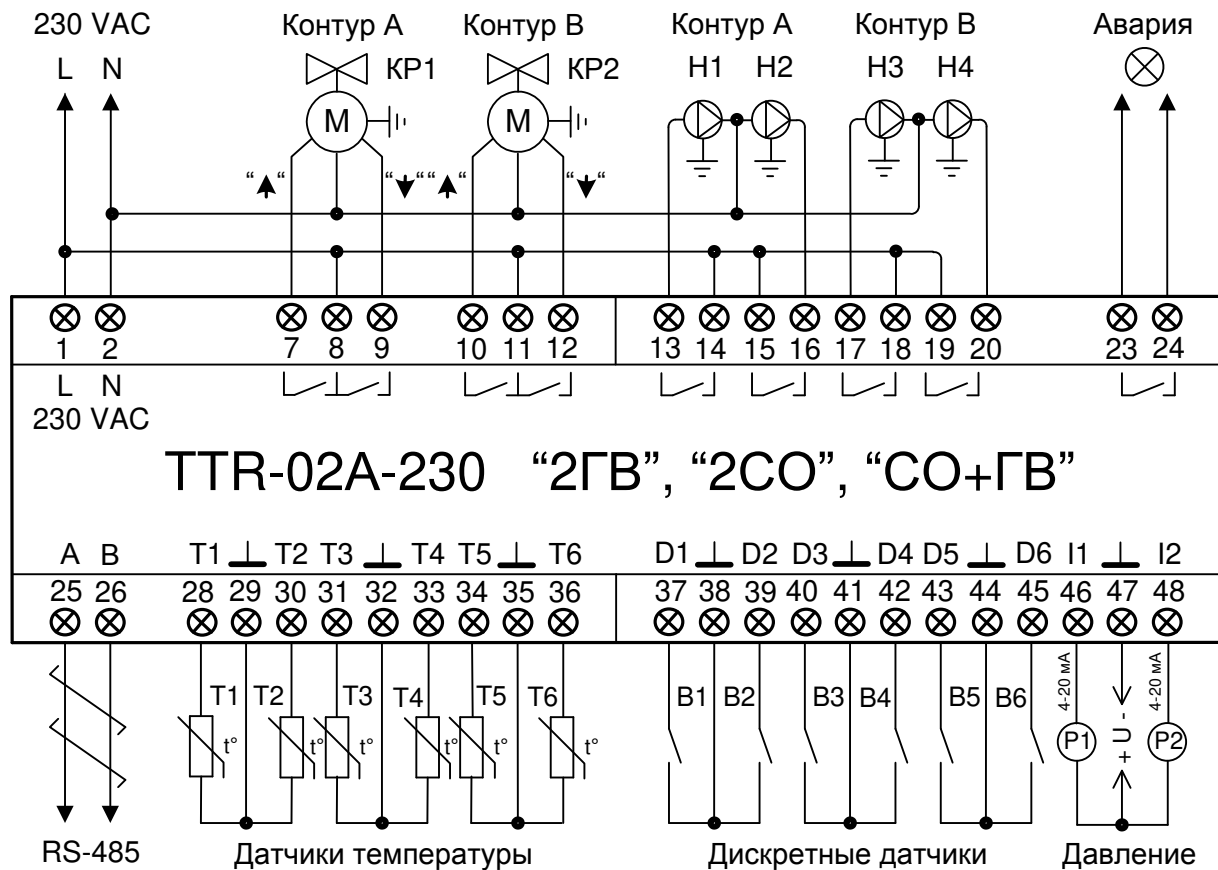 230 VAC Контур А Контур В Контур А Контур В Авария
L N КР1 КР2 Н1 Н2 Н3 Н4
М М
“ “ “ “ “ “ “ “
1 2 7 8 9 10 11 12 13 14 15 16 17 18 19 20 23 24
L N
230 VAC
TTR-02A-230 “2ГВ”, “2СО”, “СО+ГВ”
A B T1 T2 T3 T4 T5 T6 D1 D2 D3 D4 D5 D6 I1 I2
25 26 28 29 30 31 32 33 34 35 36 37 38 39 40 41 42 43 44 45 46 47 48
4-20 мА 4-20 мА
T1 T2 T3 T4 T5 T6 B1 B2 B3 B4 B5 B6
t° t° t° t° t° t° P1 + U - P2
RS-485 Датчики температуры Дискретные датчики Давление